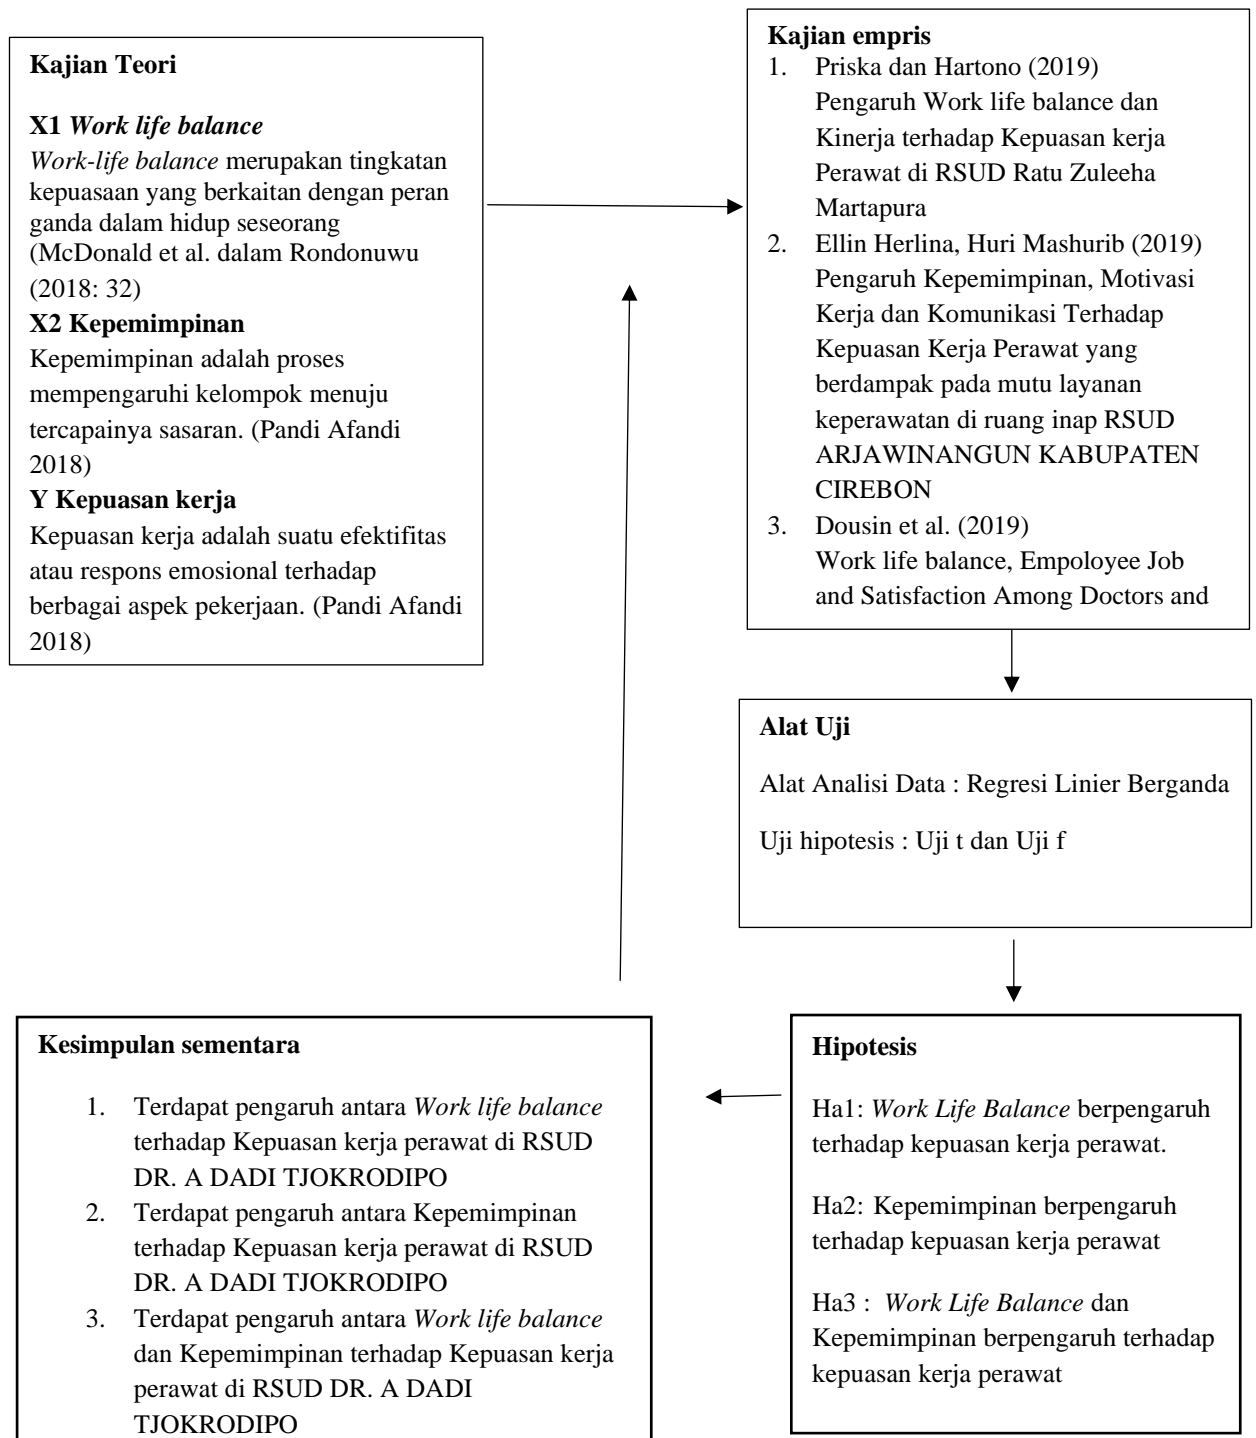 Kajian Teori
X1 Work life balance
Work-life balance merupakan tingkatan
kepuasaan yang berkaitan dengan peran
ganda dalam hidup seseorang
(McDonald et al. dalam Rondonuwu
(2018: 32)
X2 Kepemimpinan
Kepemimpinan adalah proses
mempengaruhi kelompok menuju
tercapainya sasaran. (Pandi Afandi
2018)
Y Kepuasan kerja
Kepuasan kerja adalah suatu efektifitas
atau respons emosional terhadap
berbagai aspek pekerjaan. (Pandi Afandi
2018)
Kajian empris
1. Priska dan Hartono (2019)
Pengaruh Work life balance dan
Kinerja terhadap Kepuasan kerja
Perawat di RSUD Ratu Zuleeha
Martapura
2. Ellin Herlina, Huri Mashurib (2019)
Pengaruh Kepemimpinan, Motivasi
Kerja dan Komunikasi Terhadap
Kepuasan Kerja Perawat yang
berdampak pada mutu layanan
keperawatan di ruang inap RSUD
ARJAWINANGUN KABUPATEN
CIREBON
3. Dousin et al. (2019)
Work life balance, Empoloyee Job
and Satisfaction Among Doctors and
Alat Uji
Alat Analisi Data : Regresi Linier Berganda
Uji hipotesis : Uji t dan Uji f
Hipotesis
Ha1: Work Life Balance berpengaruh
terhadap kepuasan kerja perawat.
Ha2: Kepemimpinan berpengaruh
terhadap kepuasan kerja perawat
Ha3 : Work Life Balance dan
Kepemimpinan berpengaruh terhadap
kepuasan kerja perawat
Kesimpulan sementara
1. Terdapat pengaruh antara Work life balance
terhadap Kepuasan kerja perawat di RSUD
DR. A DADI TJOKRODIPO
2. Terdapat pengaruh antara Kepemimpinan
terhadap Kepuasan kerja perawat di RSUD
DR. A DADI TJOKRODIPO
3. Terdapat pengaruh antara Work life balance
dan Kepemimpinan terhadap Kepuasan kerja
perawat di RSUD DR. A DADI
TJOKRODIPO